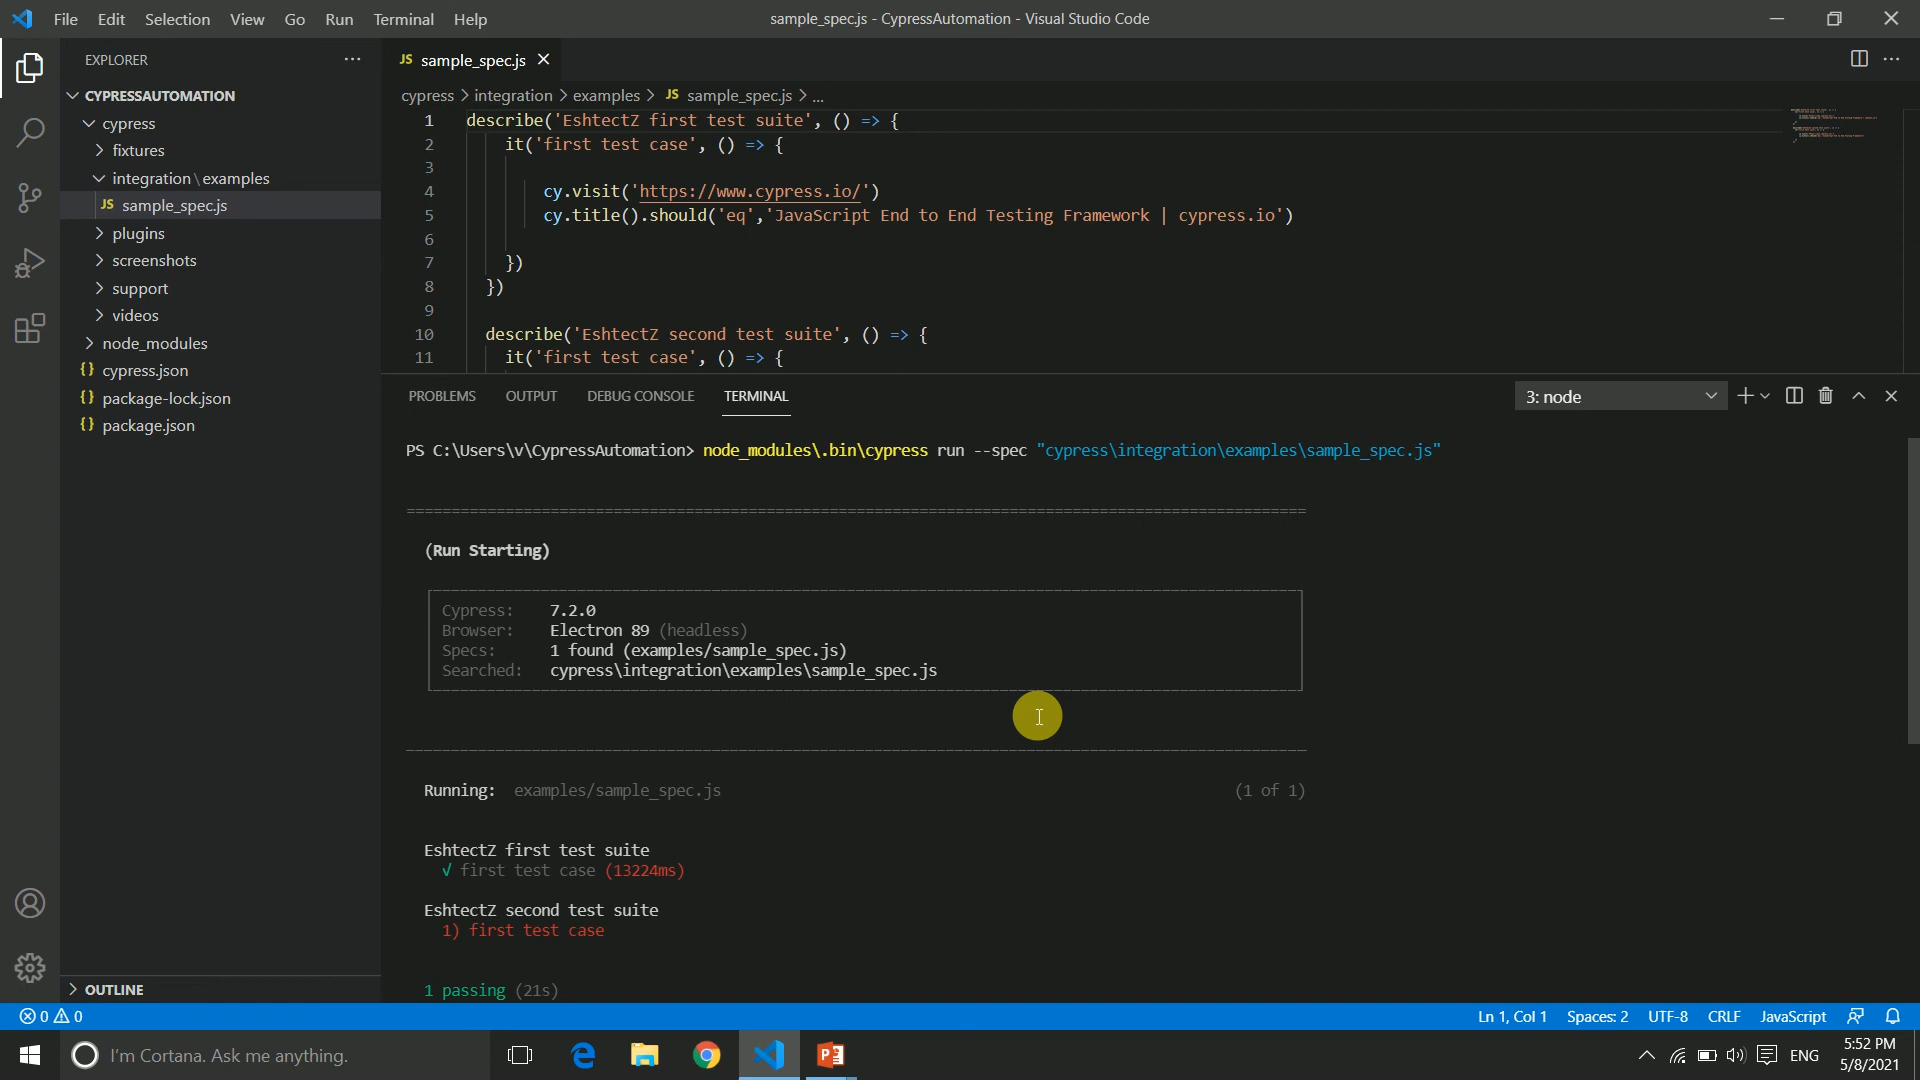 File Edit Selection View Go Run Terminal Help
sample_spec.js - CypressAutomation - Visual Studio Code
EXPLORER
CYPRESSAUTOMATION
cypress
fixtures
integration \ examples
JS sample_spec.js
plugins
screenshots
support
videos
node_modules
{} cypress.json
{} package-lock.json
{} package.json
OUTLINE
JS sample_spec.js
cypress > integration > examples > JS sample_spec.js > ...
1 describe('EshtectZ first test suite', () => {
2 it('first test case', () => {
3
4 cy.visit('https://www.cypress.io/')
5 cy.title().should('eq','JavaScript End to End Testing Framework | cypress.io')
6
7 })
8 })
9
10 describe('EshtectZ second test suite', () => {
11 it('first test case', () => {
PROBLEMS OUTPUT DEBUG CONSOLE TERMINAL
3: node
PS C:\Users\v\CypressAutomation> node_modules\.bin\cypress run --spec "cypress\integration\examples\sample_spec.js"
====================================================================================================
(Run Starting)
Cypress: 7.2.0
Browser: Electron 89 (headless)
Specs: 1 found (examples/sample_spec.js)
Searched: cypress\integration\examples\sample_spec.js
Running: examples/sample_spec.js (1 of 1)
EshtectZ first test suite
√ first test case (13224ms)
EshtectZ second test suite
1) first test case
1 passing (21s)
0 0
Ln 1, Col 1 Spaces: 2 UTF-8 CRLF JavaScript
I'm Cortana. Ask me anything.
ENG
5:52 PM
5/8/2021